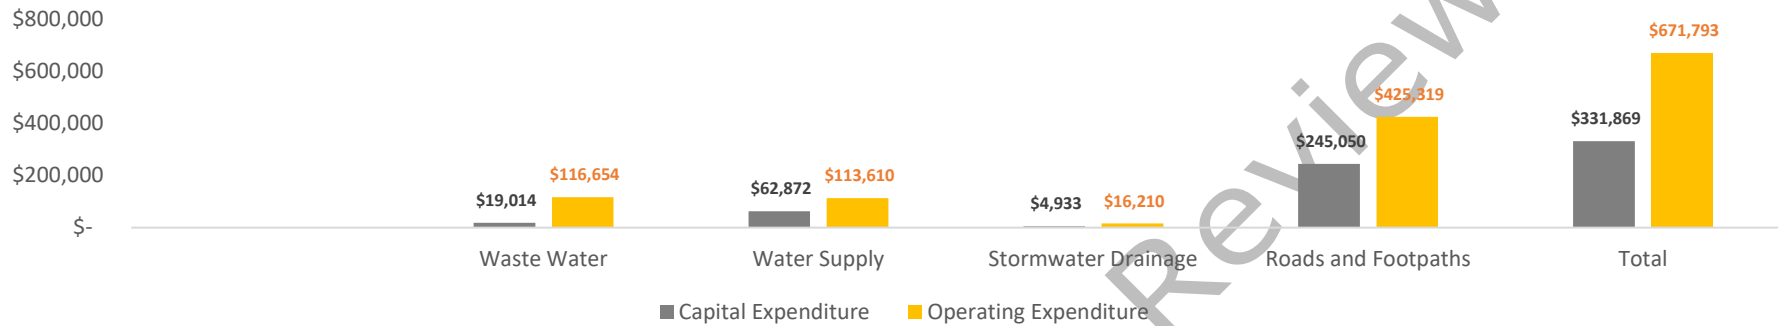 $800,000
$600,000
$400,000
$200,000
$-
$19,014
$116,654
$62,872
$113,610
$4,933
$16,210
$245,050
$425,319
$331,869
$671,793
Waste Water
Water Supply
Stormwater Drainage
Roads and Footpaths
Total
Capital Expenditure
Operating Expenditure
Review